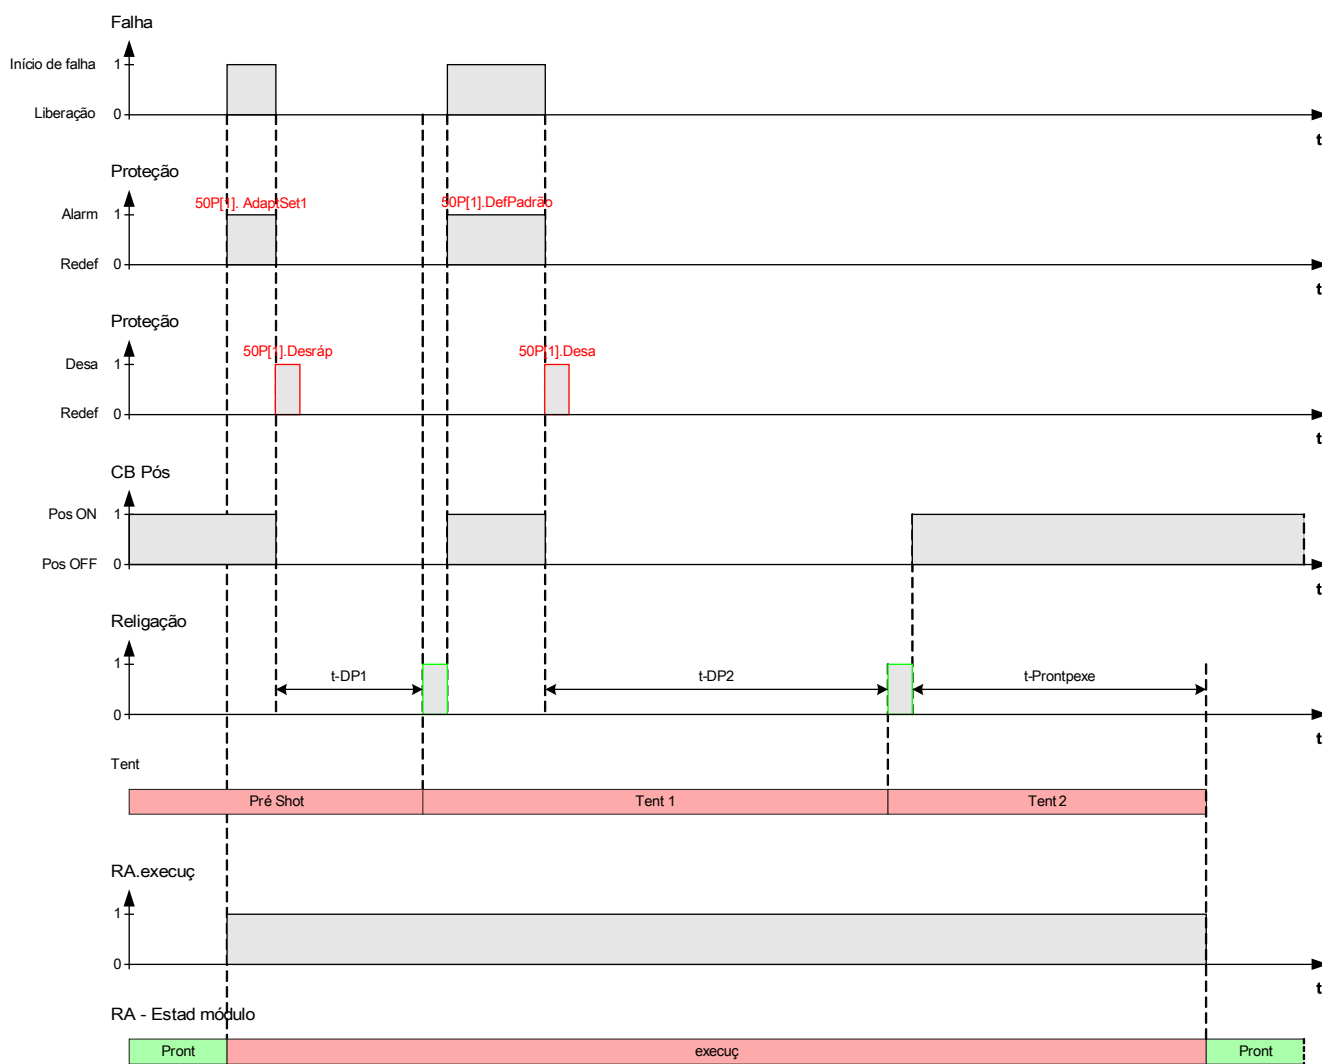 Falha
Início de falha 1
Liberação 0
t
Proteção
50P[1]. AdaptSet1 50P[1].DefPadrão
Alarm 1
Redef 0
t
Proteção
50P[1].Desráp 50P[1].Desa
Desa 1
Redef 0
t
CB Pós
Pos ON 1
Pos OFF 0
t
Religação
1
t-DP1 t-DP2 t-Prontpexe
0
t
Tent
Pré Shot Tent 1 Tent 2
RA.execuç
1
0
t
RA - Estad módulo
Pront execuç Pront